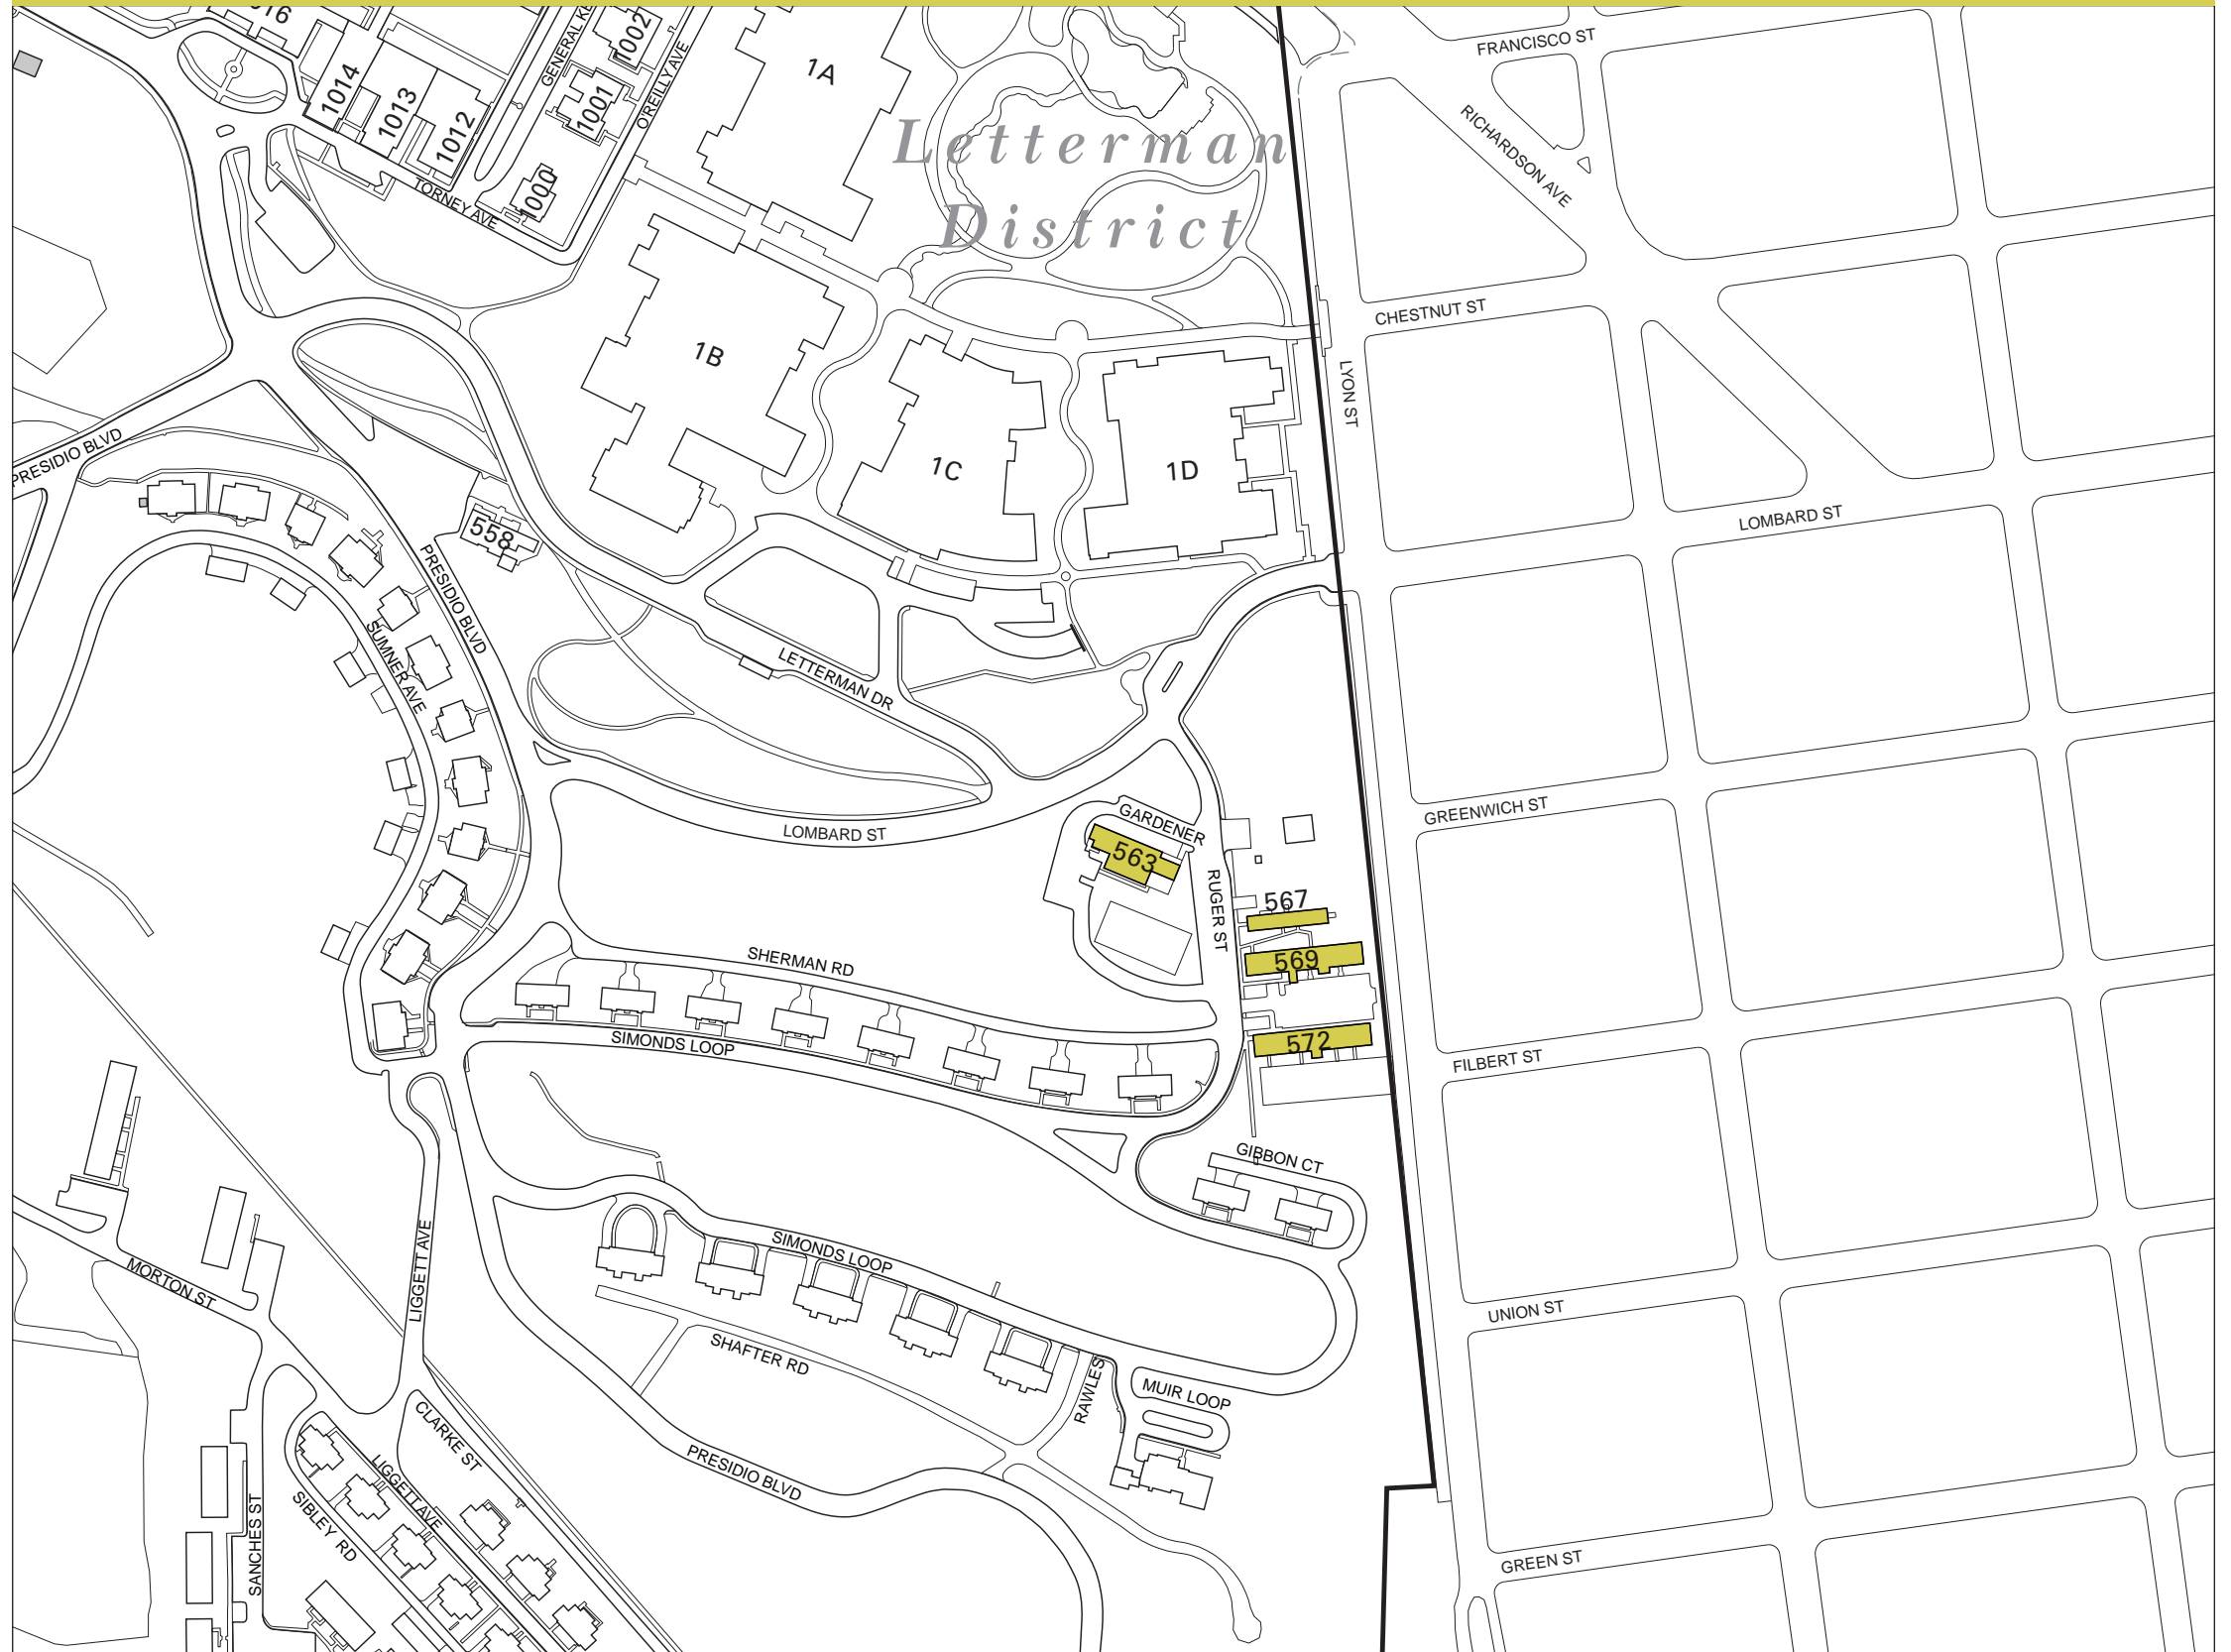 1014
1013
1012
GENERAL
1002
1001
1000
O'REILLY AVE
TORNEY AVE
1A
Letterman
District
FRANCISCO ST
RICHARDSON AVE
CHESTNUT ST
LYON ST
LOMBARD ST
1B
1C
1D
PRESIDIO BLVD
558
PRESIDIO BLVD
SUMNER AVE
LETTERMAN DR
LOMBARD ST
GARDENER
563
RUGER ST
567
569
572
GREENWICH ST
FILBERT ST
SHERMAN RD
SIMONDS LOOP
GIBBON CT
SIMONDS LOOP
UNION ST
LIGGETT AVE
MORTON ST
SHAFTER RD
RAWLES
MUIR LOOP
CLARKE ST
LIGGETT AVE
SIBLEY RD
SANCHES ST
PRESIDIO BLVD
GREEN ST